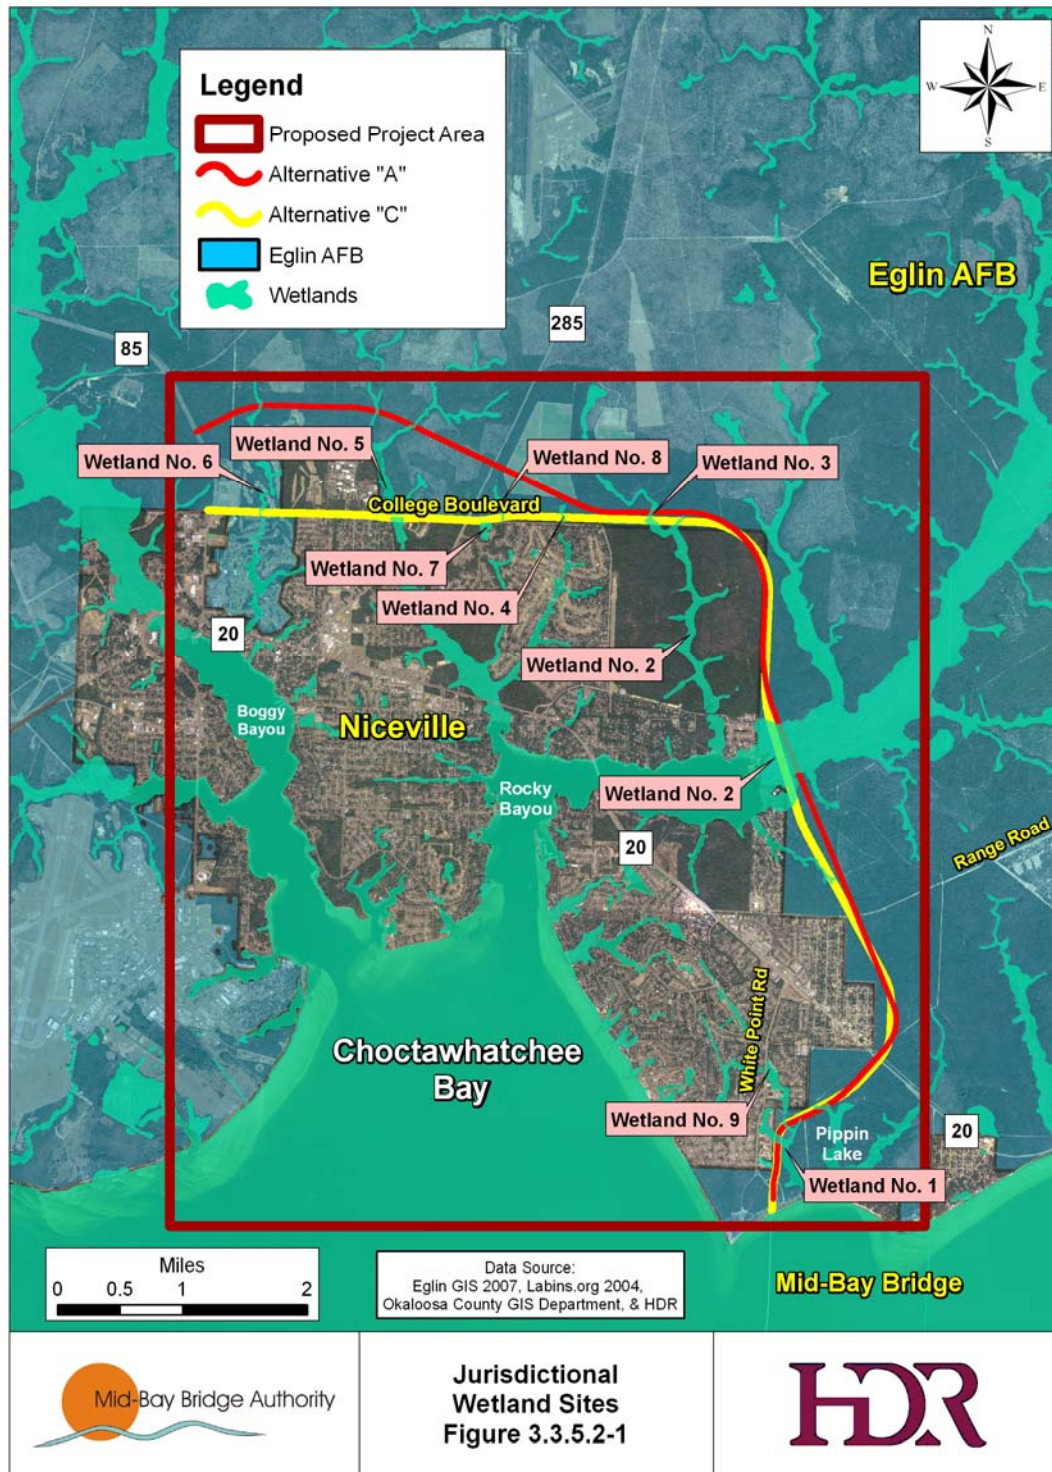 N
W
E
S
Legend
Proposed Project Area
Alternative "A"
Alternative "C"
Eglin AFB
Wetlands
Eglin AFB
285
85
Wetland No. 5
Wetland No. 8
Wetland No. 3
Wetland No. 6
College Boulevard
Wetland No. 7
Wetland No. 4
20
Wetland No. 2
Boggy
Bayou
Niceville
Rocky
Bayou
Wetland No. 2
20
Range Road
White Point Rd
Choctawhatchee
Bay
Wetland No. 9
Pippin
Lake
20
Wetland No. 1
Miles
0 0.5 1 2
Data Source:
Eglin GIS 2007, Labins.org 2004,
Okaloosa County GIS Department, & HDR
Mid-Bay Bridge
Mid-Bay Bridge Authority
Jurisdictional
Wetland Sites
Figure 3.3.5.2-1
HDR